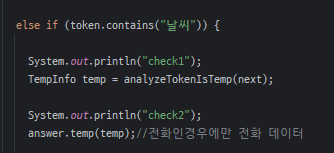 else if (token.contains("날씨")) {
System.out.println("check1");
TempInfo temp = analyzeTokenIsTemp(next);
System.out.println("check2");
answer.temp(temp);//전화인경우에만 전화 데이터